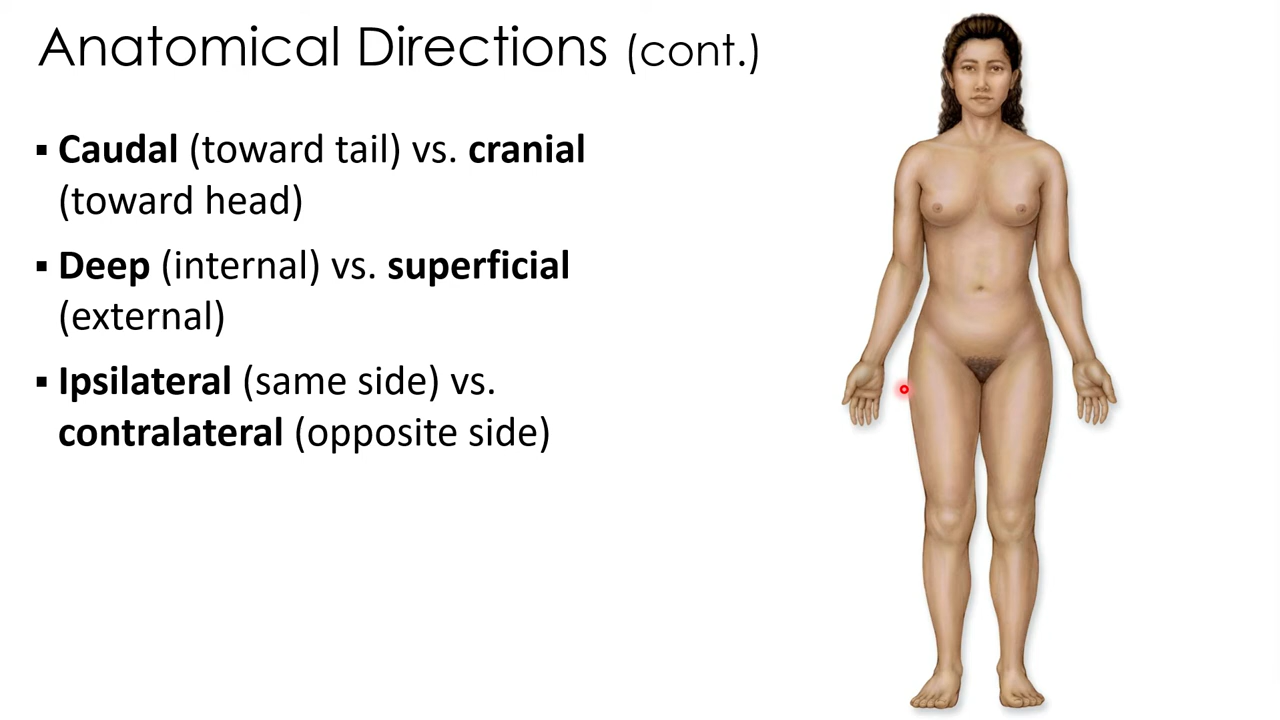 Anatomical Directions (cont.)
▪ Caudal (toward tail) vs. cranial
(toward head)
▪ Deep (internal) vs. superficial
(external)
▪ Ipsilateral (same side) vs.
contralateral (opposite side)